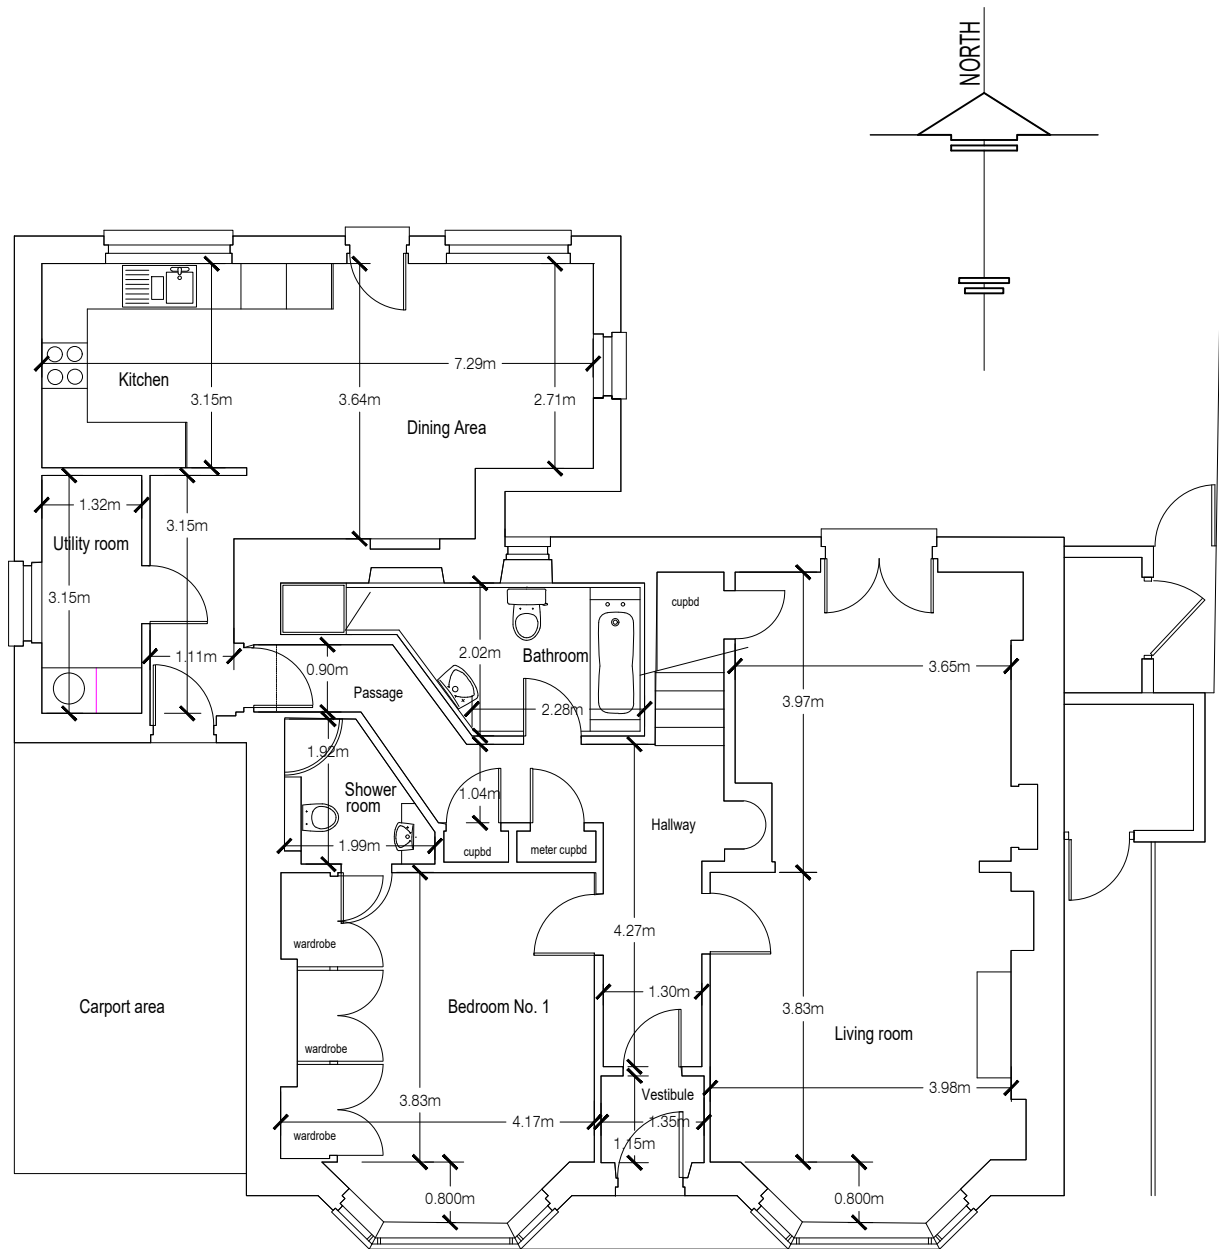 NORTH
7.29m
Kitchen
3.15m
3.64m
2.71m
Dining Area
1.32m
3.15m
Utility room
3.15m
cupbd
1.11m
0.90m
2.02m
Bathroom
3.65m
Passage
3.97m
2.28m
1.92m
Shower
room
1.04m
Hallway
1.99m
cupbd
meter cupbd
wardrobe
4.27m
1.30m
Carport area
Bedroom No. 1
3.83m
Living room
wardrobe
3.98m
Vestibule
3.83m
4.17m
1.35m
wardrobe
1.15m
0.800m
0.800m